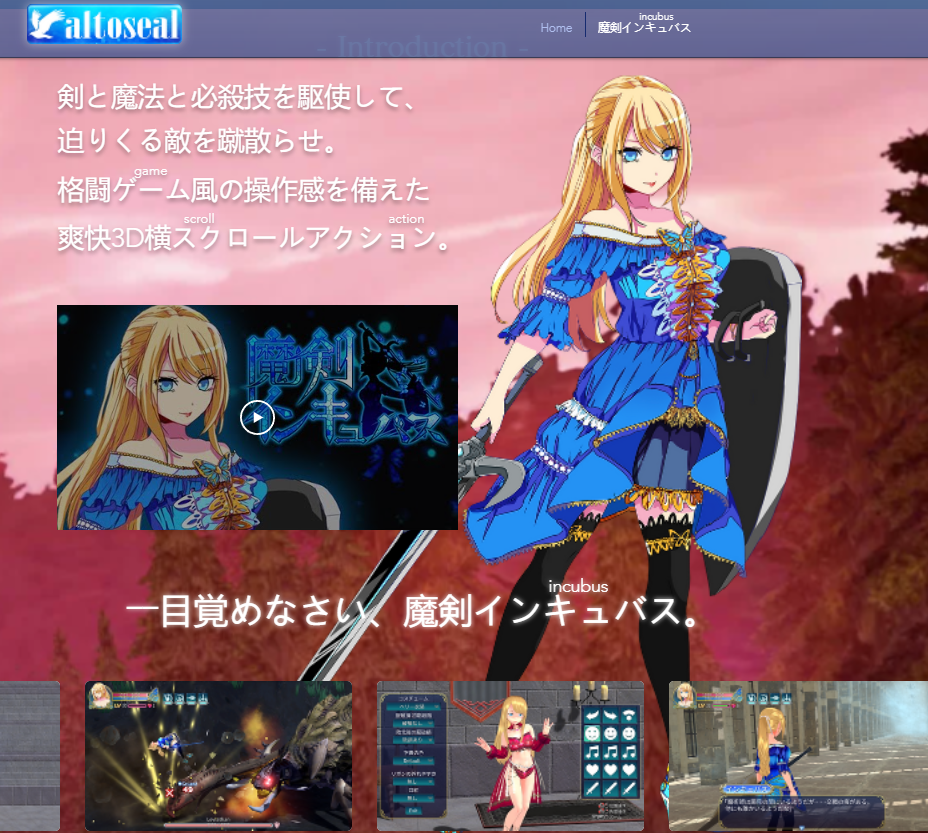 altoseal
Home
incubus
魔剣インキュバス
- Introduction -
剣と魔法と必殺技を駆使して、
迫りくる敵を蹴散らせ。
game
格闘ゲーム風の操作感を備えた
scroll action
爽快3D横スクロールアクション。
魔剣
インキュバス
incubus
―目覚めなさい、魔剣インキュバス。
Default